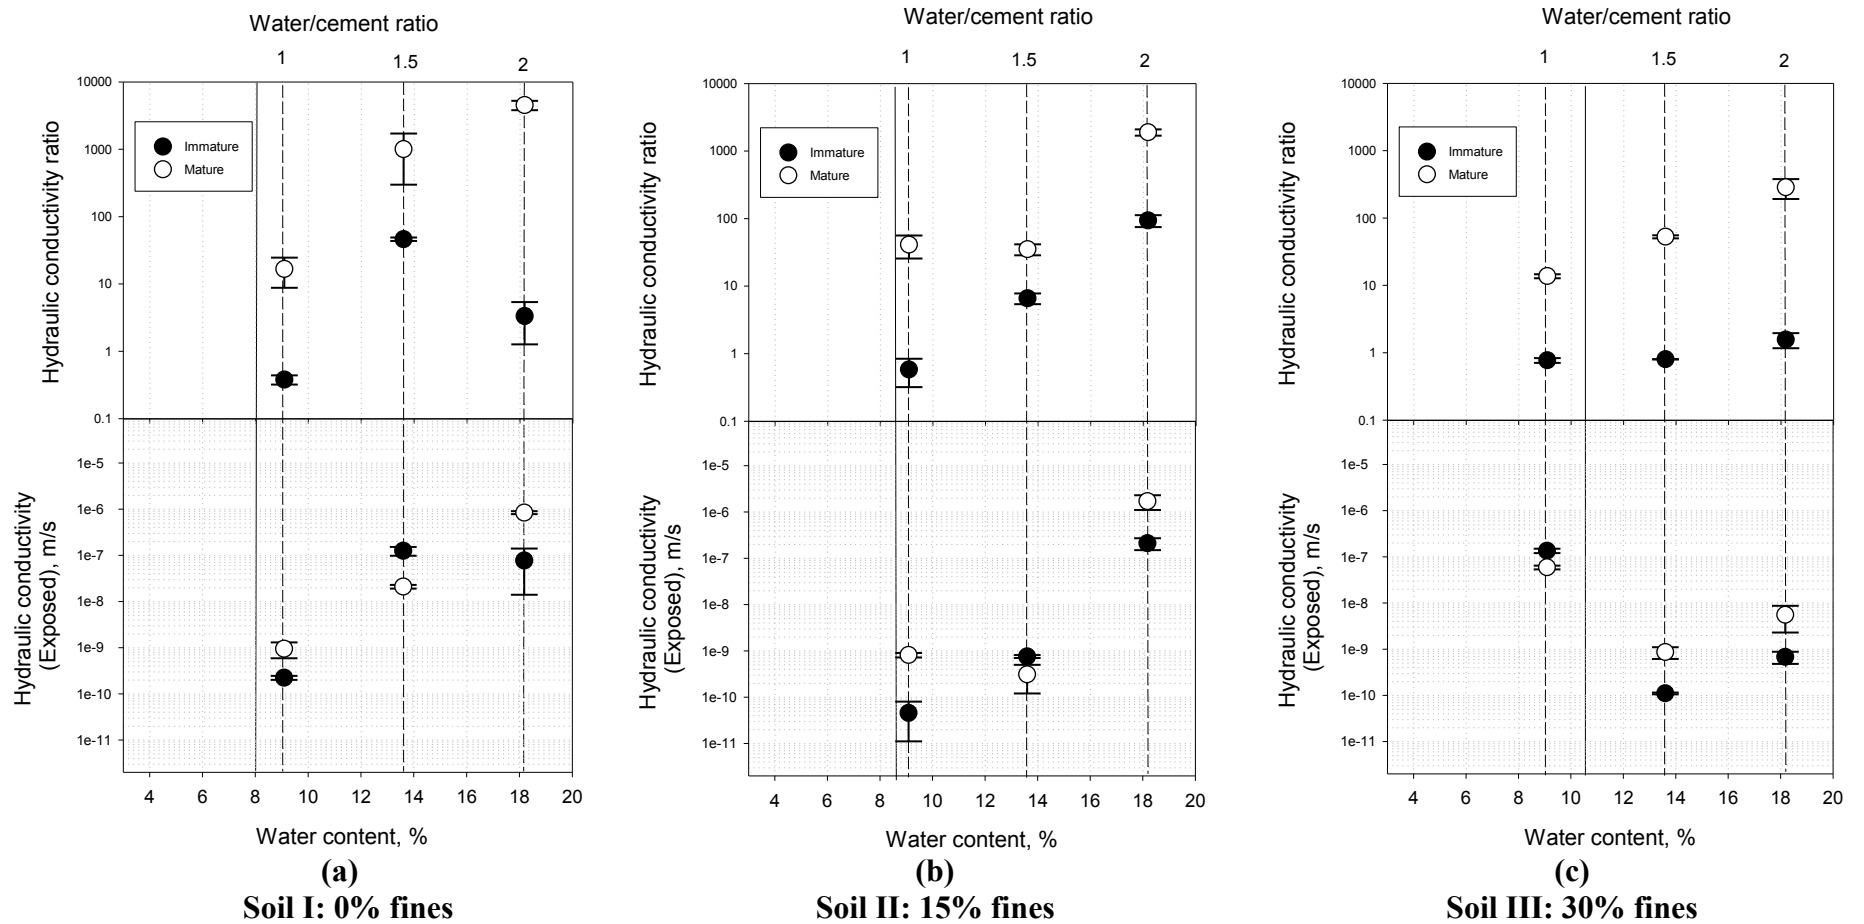 Water/cement ratio
1
1.5
2
10000
1000
100
10
1
0.1
Hydraulic conductivity ratio
Immature
Mature
1e-5
1e-6
1e-7
1e-8
1e-9
1e-10
1e-11
Hydraulic conductivity
(Exposed), m/s
4 6 8 10 12 14 16 18 20
Water content, %
(a)
Soil I: 0% fines
Water/cement ratio
1
1.5
2
10000
1000
100
10
1
0.1
Hydraulic conductivity ratio
Immature
Mature
1e-5
1e-6
1e-7
1e-8
1e-9
1e-10
1e-11
Hydraulic conductivity
(Exposed), m/s
4 6 8 10 12 14 16 18 20
Water content, %
(b)
Soil II: 15% fines
Water/cement ratio
1
1.5
2
10000
1000
100
10
1
0.1
Hydraulic conductivity ratio
Immature
Mature
1e-5
1e-6
1e-7
1e-8
1e-9
1e-10
1e-11
Hydraulic conductivity
(Exposed), m/s
4 6 8 10 12 14 16 18 20
Water content, %
(c)
Soil III: 30% fines